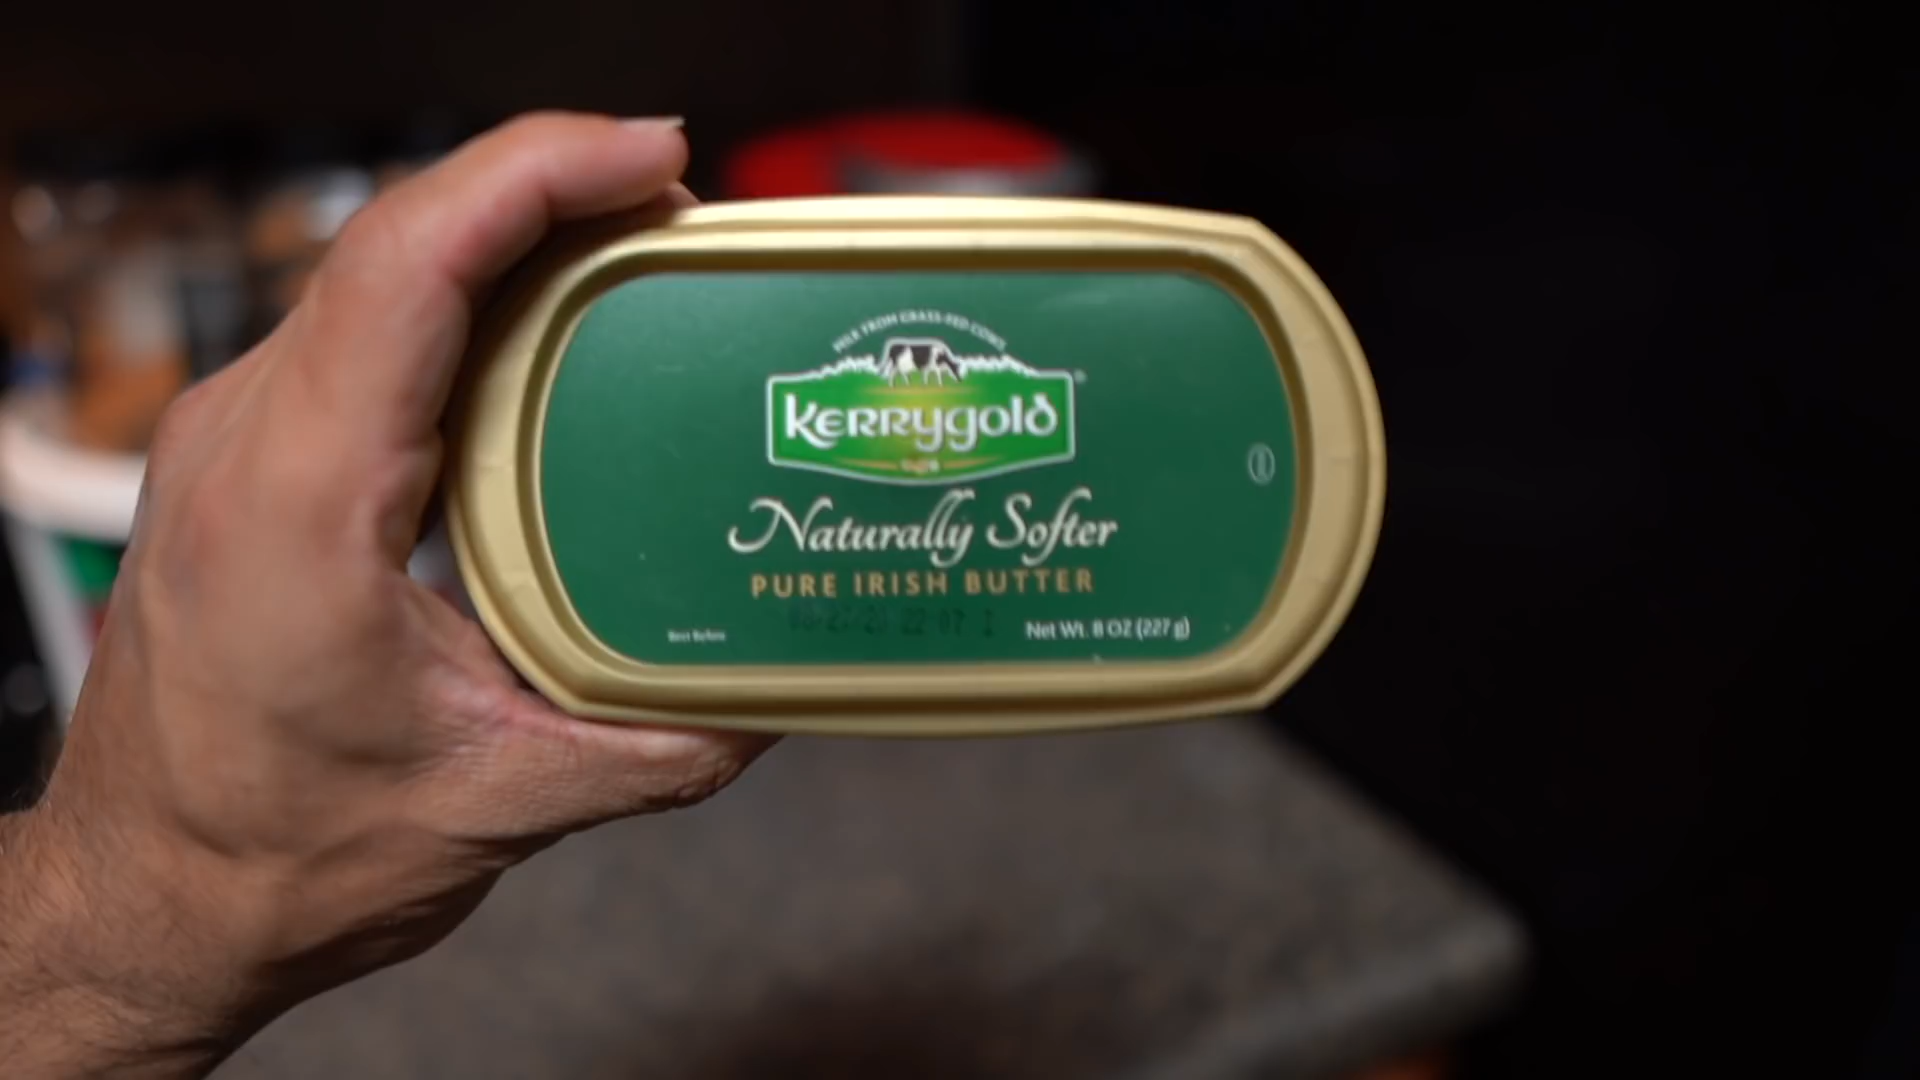 MILK FROM GRASS-FED COWS
Kerrygold
Naturally Softer
PURE IRISH BUTTER
Best Before
Net Wt. 8 OZ (227 g)